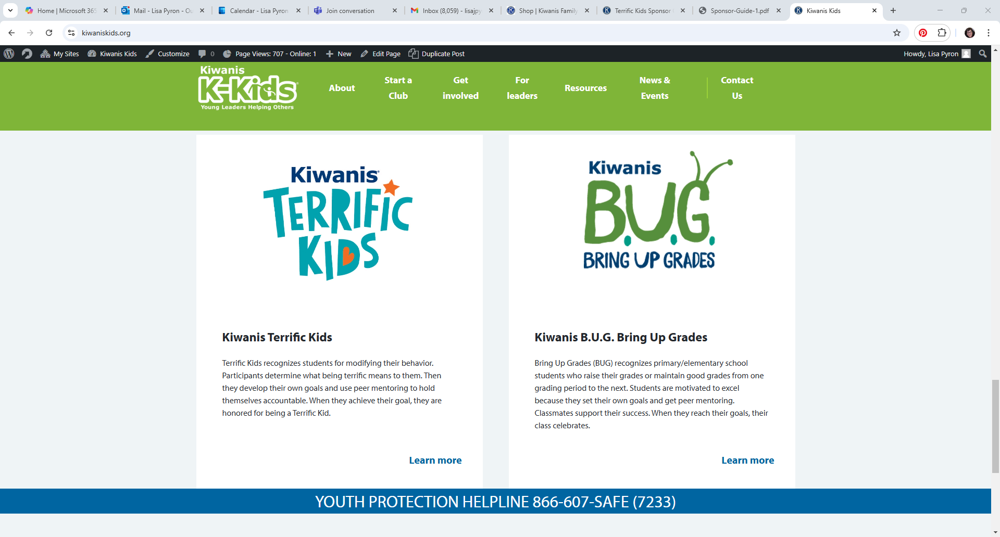 Home | Microsoft 365
Mail - Lisa Pyron - Ou
Calendar - Lisa Pyron
Join conversation
Inbox (8,059) - lisajpy
Shop | Kiwanis Family
Terrific Kids Sponsor
Sponsor-Guide-1.pdf
Kiwanis Kids
kiwaniskids.org
My Sites
Kiwanis Kids
Customize
0
Page Views: 707 - Online: 1
New
Edit Page
Duplicate Post
Howdy, Lisa Pyron
Kiwanis
K-Kids
Young Leaders Helping Others
About
Start a
Club
Get
involved
For
leaders
Resources
News &
Events
Contact
Us
Kiwanis
TERRIFIC
KIDS
Kiwanis
B.U.G.
BRING UP GRADES
Kiwanis Terrific Kids
Terrific Kids recognizes students for modifying their behavior.
Participants determine what being terrific means to them. Then
they develop their own goals and use peer mentoring to hold
themselves accountable. When they achieve their goal, they are
honored for being a Terrific Kid.
Learn more
Kiwanis B.U.G. Bring Up Grades
Bring Up Grades (BUG) recognizes primary/elementary school
students who raise their grades or maintain good grades from one
grading period to the next. Students are motivated to excel
because they set their own goals and get peer mentoring.
Classmates support their success. When they reach their goals, their
class celebrates.
Learn more
YOUTH PROTECTION HELPLINE 866-607-SAFE (7233)